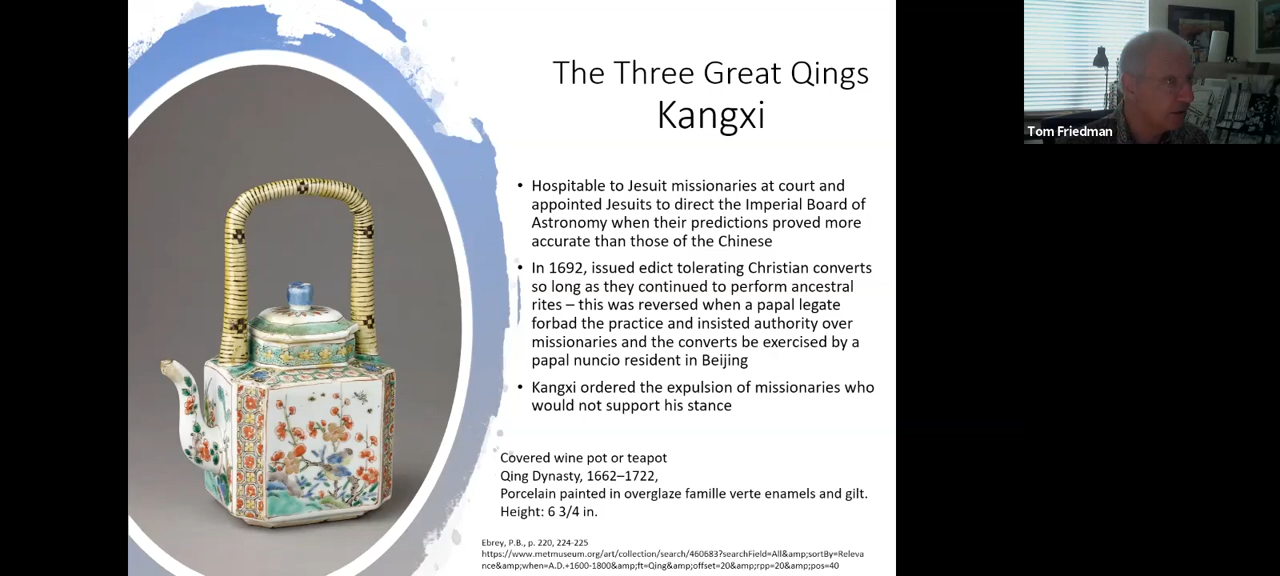 The Three Great Qings
Kangxi
• Hospitable to Jesuit missionaries at court and
appointed Jesuits to direct the Imperial Board of
Astronomy when their predictions proved more
accurate than those of the Chinese
• In 1692, issued edict tolerating Christian converts
so long as they continued to perform ancestral
rites – this was reversed when a papal legate
forbad the practice and insisted authority over
missionaries and the converts be exercised by a
papal nuncio resident in Beijing
• Kangxi ordered the expulsion of missionaries who
would not support his stance
Covered wine pot or teapot
Qing Dynasty, 1662–1722,
Porcelain painted in overglaze famille verte enamels and gilt.
Height: 6 3/4 in.
Ebrey, P.B., p. 220, 224-225
https://www.metmuseum.org/art/collection/search/460683?searchField=All&amp;sortBy=Releva
nce&amp;when=A.D.+1600-1800&amp;ft=Qing&amp;offset=20&amp;rpp=20&amp;pos=40
Tom Friedman